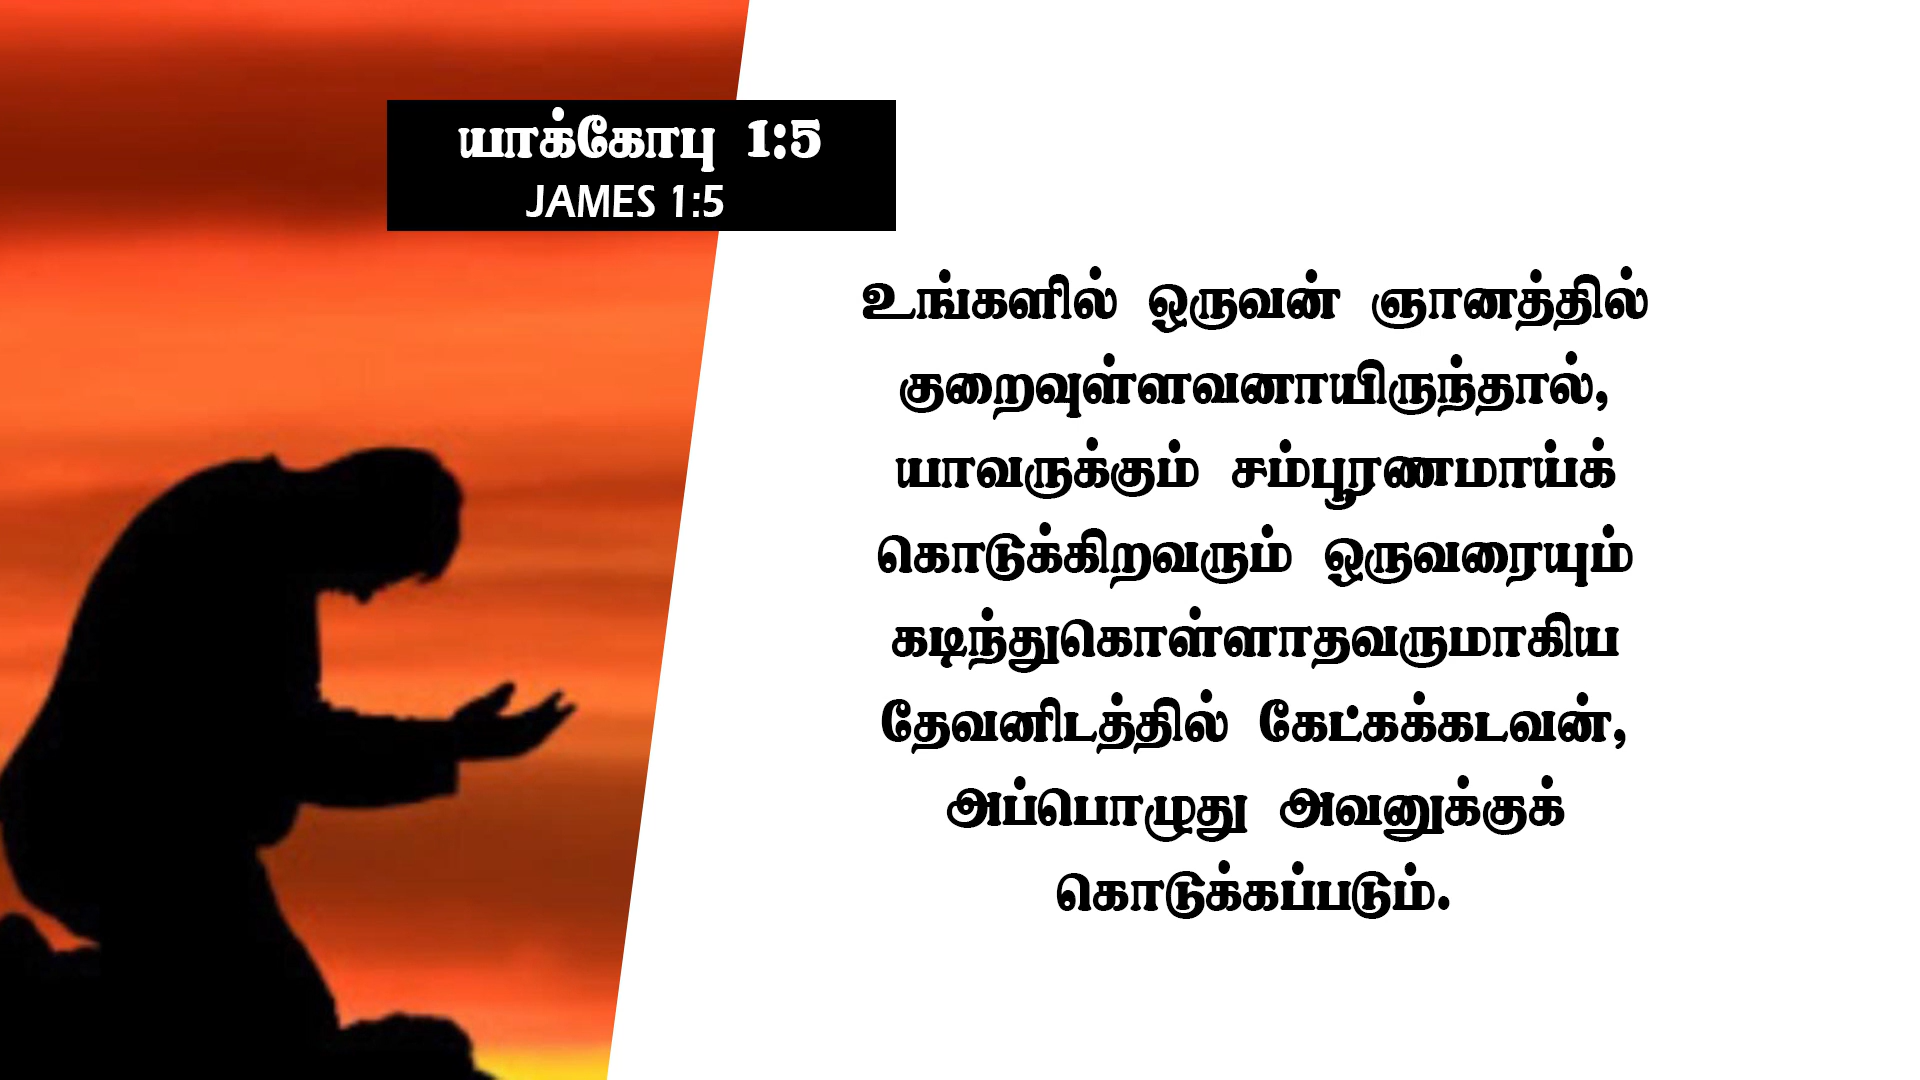 யாக்கோபு 1:5
JAMES 1:5
உங்களில் ஒருவன் ஞானத்தில்
குறைவுள்ளவனாயிருந்தால்,
யாவருக்கும் சம்பூரணமாய்க்
கொடுக்கிறவரும் ஒருவரையும்
கடிந்துகொள்ளாதவருமாகிய
தேவனிடத்தில் கேட்கக்கடவன்,
அப்பொழுது அவனுக்குக்
கொடுக்கப்படும்.